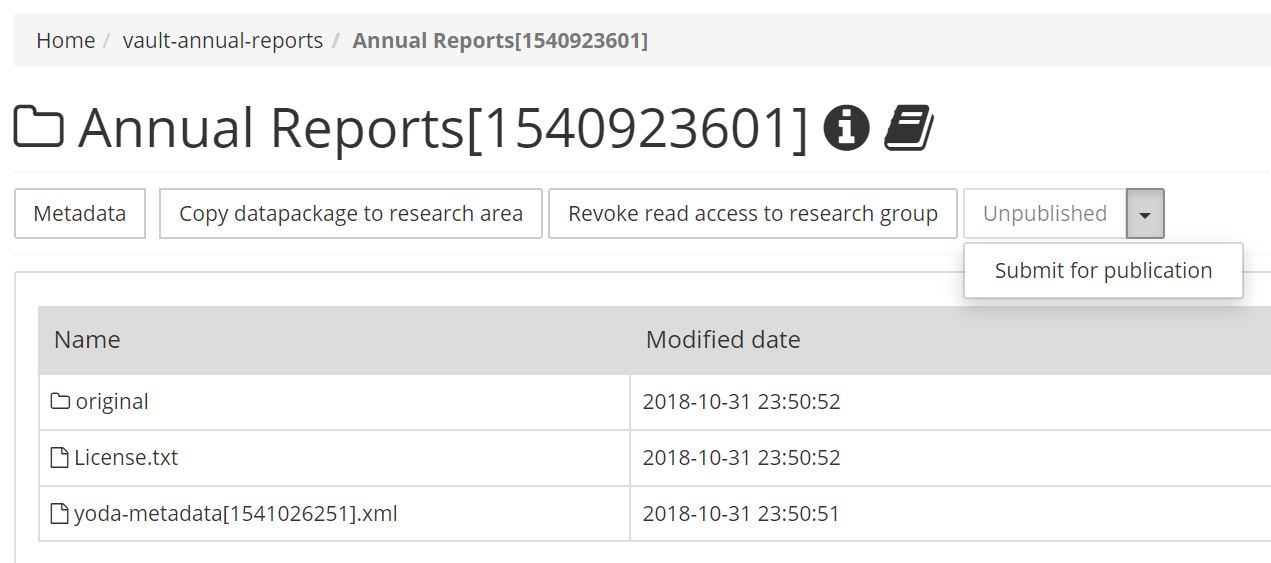 Home / vault-annual-reports / Annual Reports[1540923601]
Annual Reports[1540923601]
Metadata Copy datapackage to research area Revoke read access to research group Unpublished
Submit for publication
Name Modified date
original 2018-10-31 23:50:52
License.txt 2018-10-31 23:50:52
yoda-metadata[1541026251].xml 2018-10-31 23:50:51